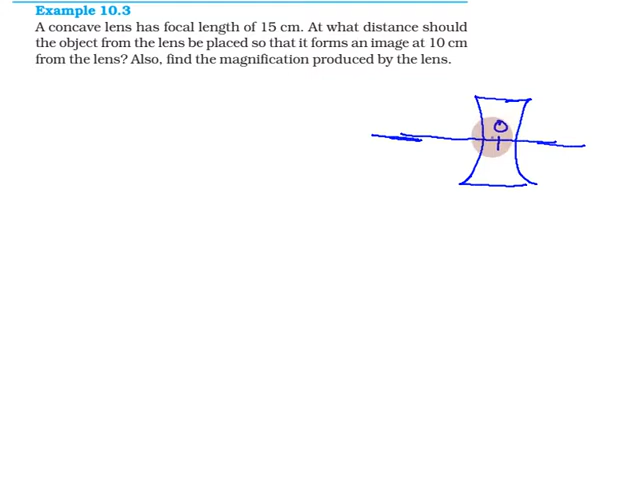 Example 10.3
A concave lens has focal length of 15 cm. At what distance should
the object from the lens be placed so that it forms an image at 10 cm
from the lens? Also, find the magnification produced by the lens.
O